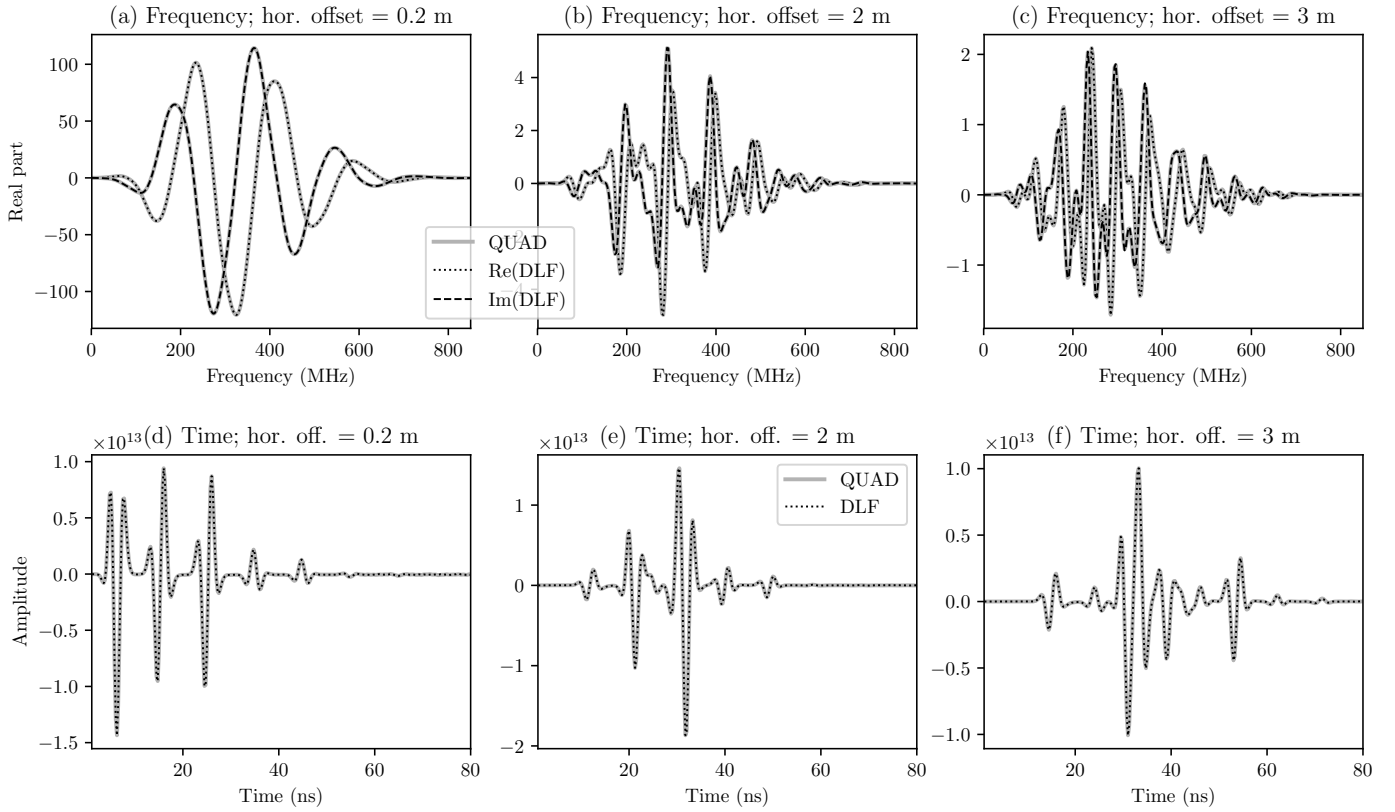 (a) Frequency; hor. offset = 0.2 m
(b) Frequency; hor. offset = 2 m
(c) Frequency; hor. offset = 3 m
Real part
100
50
0
−50
−100
4
2
0
−2
−4
2
1
0
−1
QUAD
Re(DLF)
Im(DLF)
0 200 400 600 800
0 200 400 600 800
0 200 400 600 800
Frequency (MHz)
Frequency (MHz)
Frequency (MHz)
×10¹³
(d) Time; hor. off. = 0.2 m
×10¹³
(e) Time; hor. off. = 2 m
×10¹³
(f) Time; hor. off. = 3 m
Amplitude
1.0
0.5
0.0
−0.5
−1.0
−1.5
1
0
−1
−2
QUAD
DLF
1.0
0.5
0.0
−0.5
−1.0
20 40 60 80
20 40 60 80
20 40 60 80
Time (ns)
Time (ns)
Time (ns)